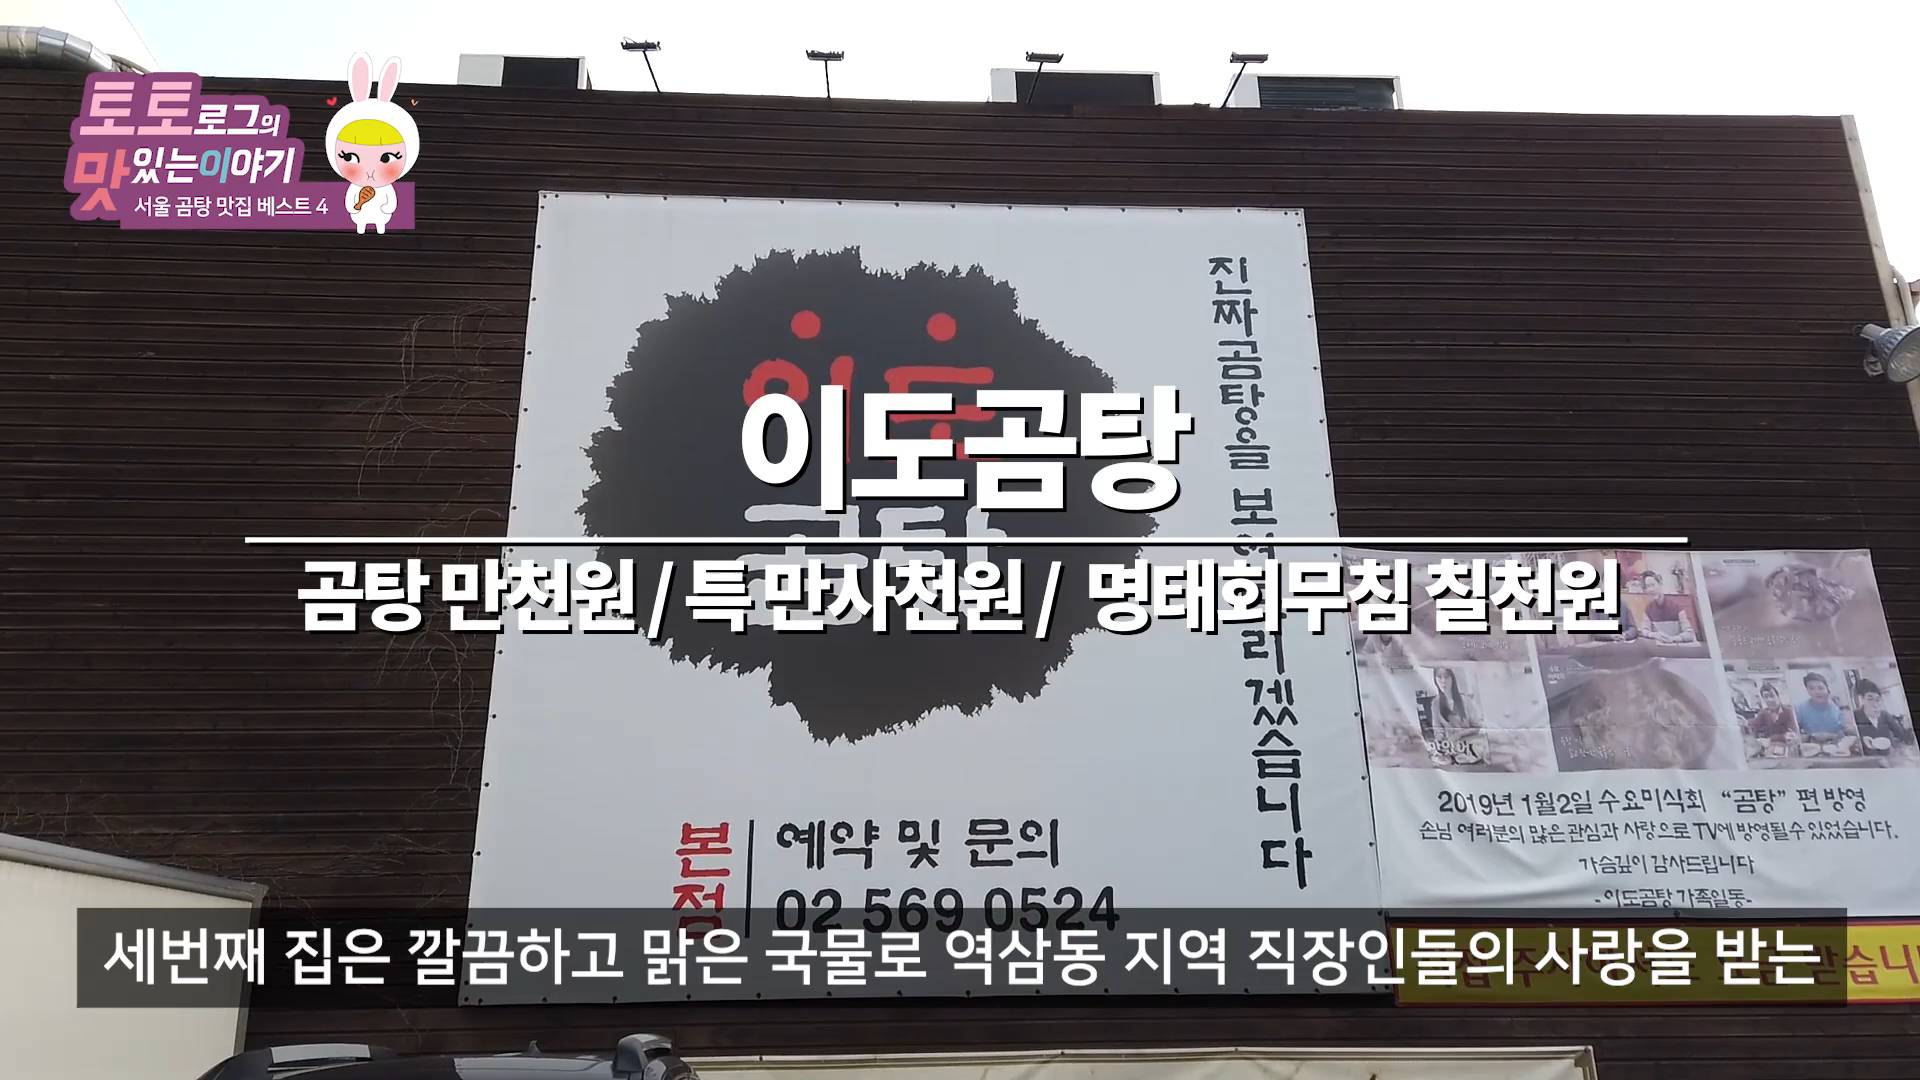 토토로그의
맛있는이야기
서울 곰탕 맛집 베스트 4
이도
곰탕
진짜곰탕을 보여드리겠습니다
이도곰탕
곰탕 만천원 / 특 만사천원 / 명태회무침 칠천원
본점
예약 및 문의
02 569 0524
2019년 1월2일 수요미식회 “곰탕” 편 방영
손님 여러분의 많은 관심과 사랑으로 TV에 방영될수 있었습니다.
가슴깊이 감사드립니다
-이도곰탕 가족일동-
세번째 집은 깔끔하고 맑은 국물로 역삼동 지역 직장인들의 사랑을 받는